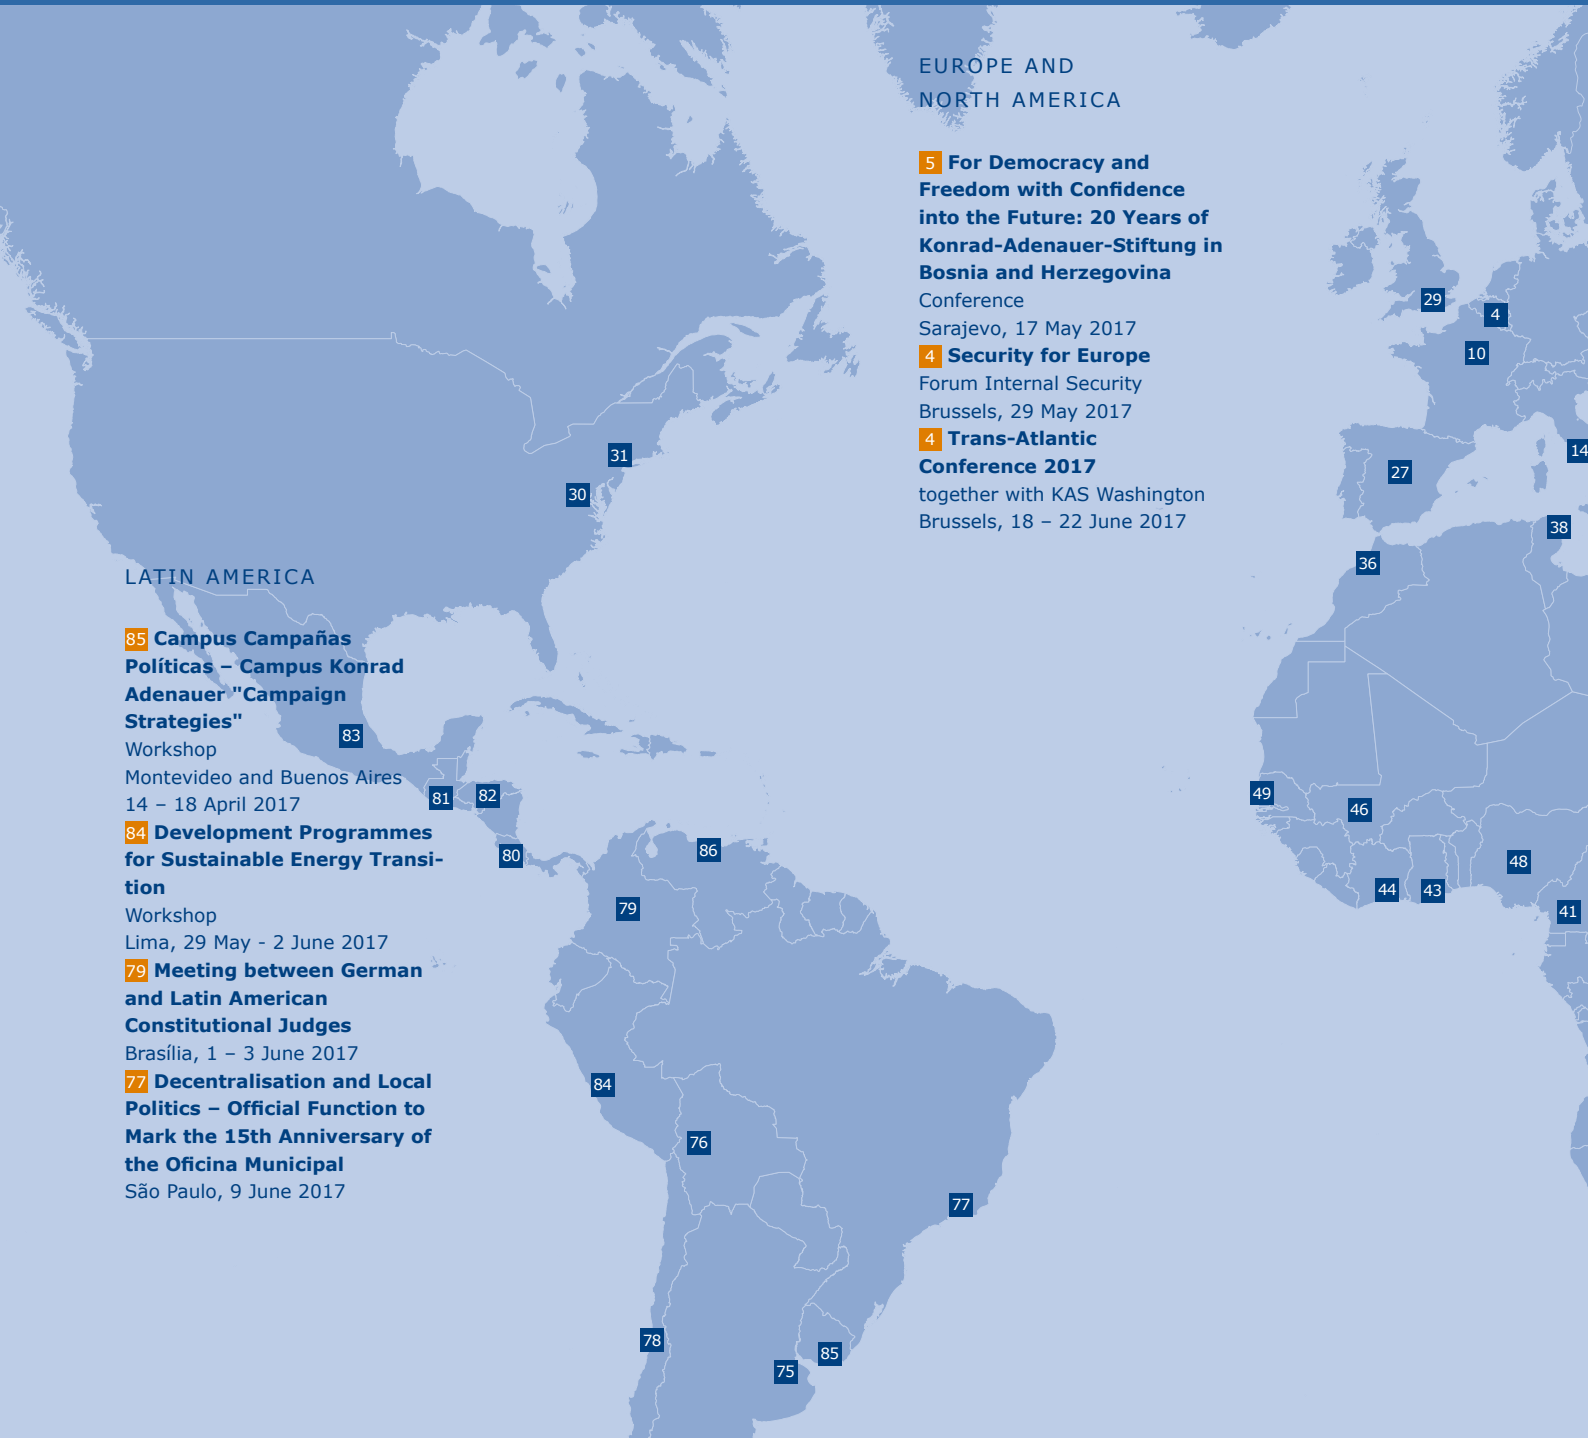 EUROPE AND
NORTH AMERICA
5 For Democracy and
Freedom with Confidence
into the Future: 20 Years of
Konrad-Adenauer-Stiftung in
Bosnia and Herzegovina
Conference
Sarajevo, 17 May 2017
4 Security for Europe
Forum Internal Security
Brussels, 29 May 2017
4 Trans-Atlantic
Conference 2017
together with KAS Washington
Brussels, 18 – 22 June 2017
LATIN AMERICA
85 Campus Campañas
Políticas – Campus Konrad
Adenauer "Campaign
Strategies"
Workshop
Montevideo and Buenos Aires
14 – 18 April 2017
84 Development Programmes
for Sustainable Energy Transi-
tion
Workshop
Lima, 29 May - 2 June 2017
79 Meeting between German
and Latin American
Constitutional Judges
Brasília, 1 – 3 June 2017
77 Decentralisation and Local
Politics – Official Function to
Mark the 15th Anniversary of
the Oficina Municipal
São Paulo, 9 June 2017
29
4
10
14
27
31
30
38
36
83
81
82
80
86
79
49
46
48
44
43
41
84
76
77
78
85
75